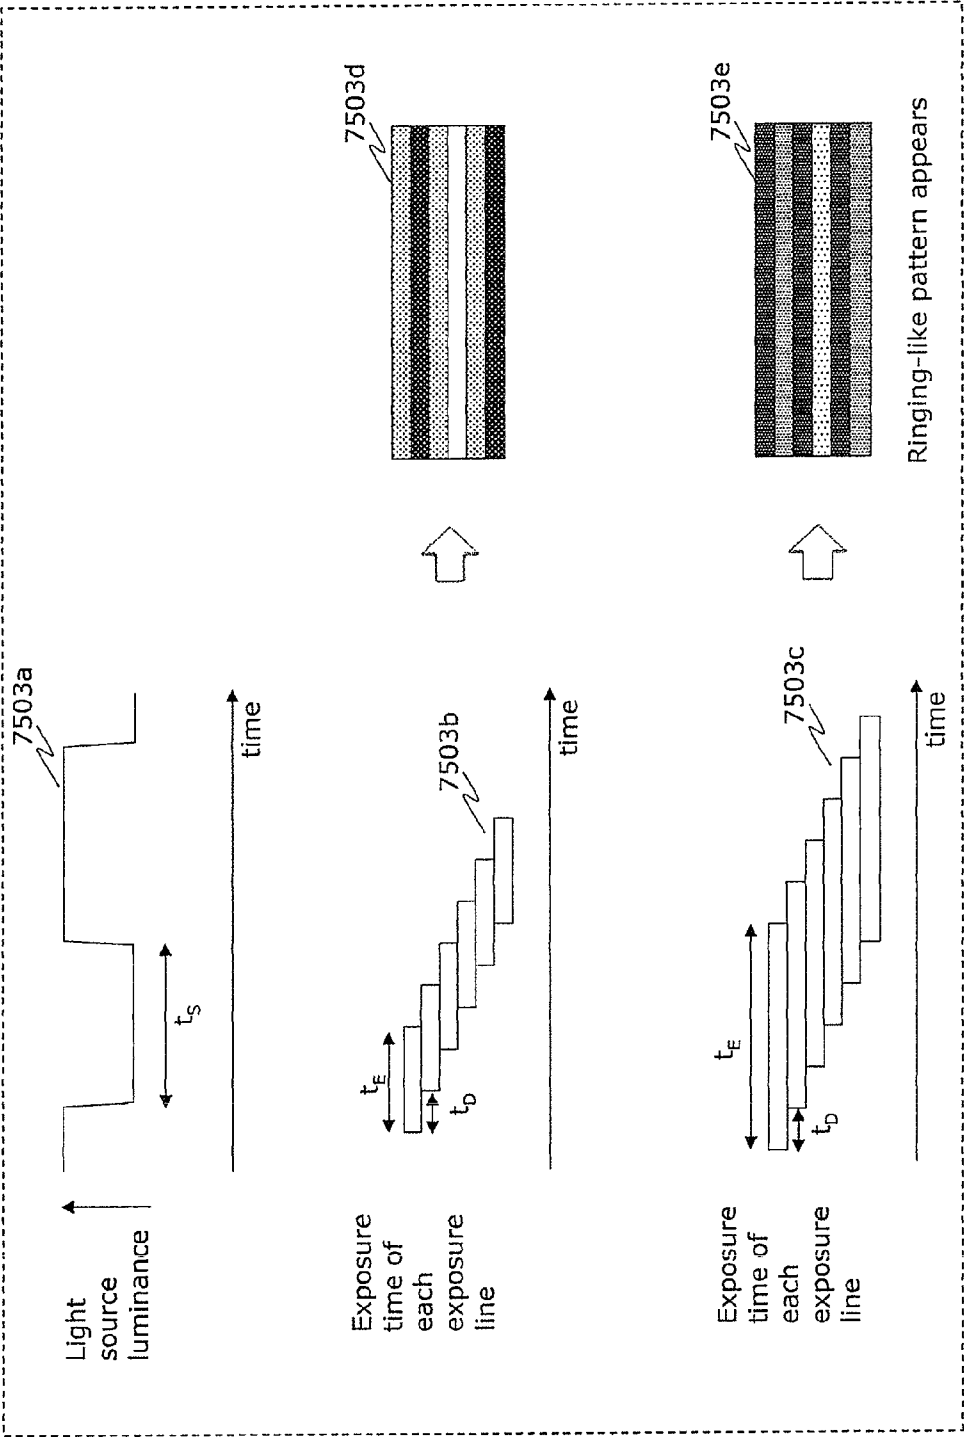 Light
source
luminance
7503a
t_S
time
Exposure
time of
each
exposure
line
t_E
t_D
7503b
time
7503d
Exposure
time of
each
exposure
line
t_E
t_D
7503c
time
7503e
Ringing-like pattern appears